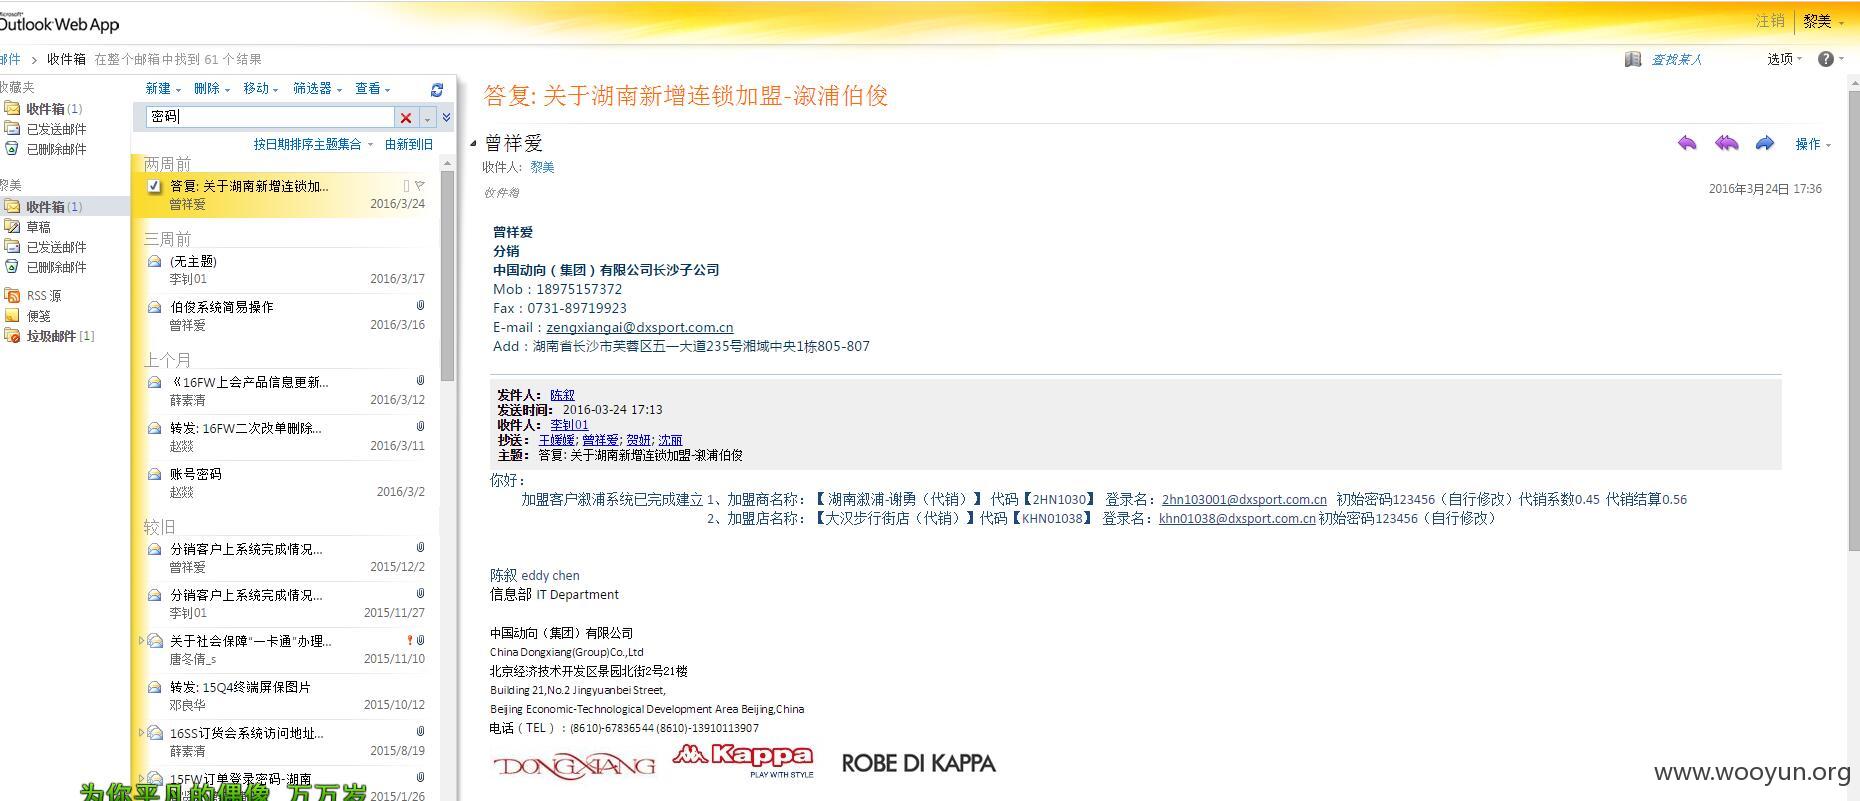 Microsoft
Outlook Web App
注销 黎美
邮件 > 收件箱 在整个邮箱中找到 61 个结果
查找某人 选项
收藏夹
收件箱 (1)
已发送邮件
已删除邮件
黎美
收件箱 (1)
草稿
已发送邮件
已删除邮件
RSS 源
便笺
垃圾邮件 [1]
新建 删除 移动 筛选器 查看
密码
按日期排序主题集合 由新到旧
两周前
答复: 关于湖南新增连锁加...
曾祥爱 2016/3/24
三周前
(无主题)
李钊01 2016/3/17
伯俊系统简易操作
曾祥爱 2016/3/16
上个月
《16FW上会产品信息更新...
薛素清 2016/3/12
转发: 16FW二次改单删除...
赵燚 2016/3/11
账号密码
赵燚 2016/3/2
较旧
分销客户上系统完成情况...
曾祥爱 2015/12/2
分销客户上系统完成情况...
李钊01 2015/11/27
关于社会保障“一卡通”办理...
唐冬倩_s 2015/11/10
转发: 15Q4终端屏保图片
邓良华 2015/10/12
16SS订货会系统访问地址...
薛素清 2015/8/19
15FW订单登录密码-湖南
2015/1/26
为你平凡的偶像 万万岁
答复: 关于湖南新增连锁加盟-溆浦伯俊
曾祥爱
操作
收件人: 黎美
收件箱
2016年3月24日 17:36
曾祥爱
分销
中国动向（集团）有限公司长沙子公司
Mob：18975157372
Fax：0731-89719923
E-mail：zengxiangai@dxsport.com.cn
Add：湖南省长沙市芙蓉区五一大道235号湘域中央1栋805-807
发件人： 陈叙
发送时间： 2016-03-24 17:13
收件人： 李钊01
抄送： 王媛媛; 曾祥爱; 贺妍; 沈丽
主题： 答复: 关于湖南新增连锁加盟-溆浦伯俊
你好：
加盟客户溆浦系统已完成建立 1、加盟商名称：【 湖南溆浦-谢勇（代销）】 代码【2HN1030】 登录名：2hn103001@dxsport.com.cn 初始密码123456（自行修改）代销系数0.45 代销结算0.56
2、加盟店名称：【大汉步行街店（代销）】代码【KHN01038】 登录名：khn01038@dxsport.com.cn 初始密码123456（自行修改）
陈叙 eddy chen
信息部 IT Department
中国动向（集团）有限公司
China Dongxiang(Group)Co.,Ltd
北京经济技术开发区景园北街2号21楼
Building 21,No.2 Jingyuanbei Street,
Beijing Economic-Technological Development Area Beijing,China
电话（TEL）：(8610)-67836544 (8610)-13910113907
DONGXIANG Kappa PLAY WITH STYLE ROBE DI KAPPA
www.wooyun.org